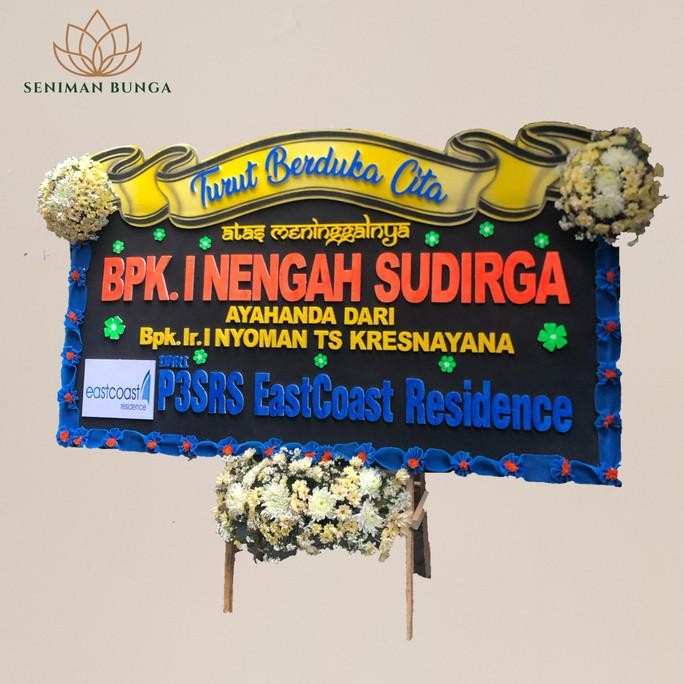 SENIMAN BUNGA
Turut Berduka Cita
atas meninggalnya
BPK. I NENGAH SUDIRGA
AYAHANDA DARI
Bpk. Ir. I NYOMAN TS KRESNAYANA
eastcoast
residence
P3SRS EastCoast Residence